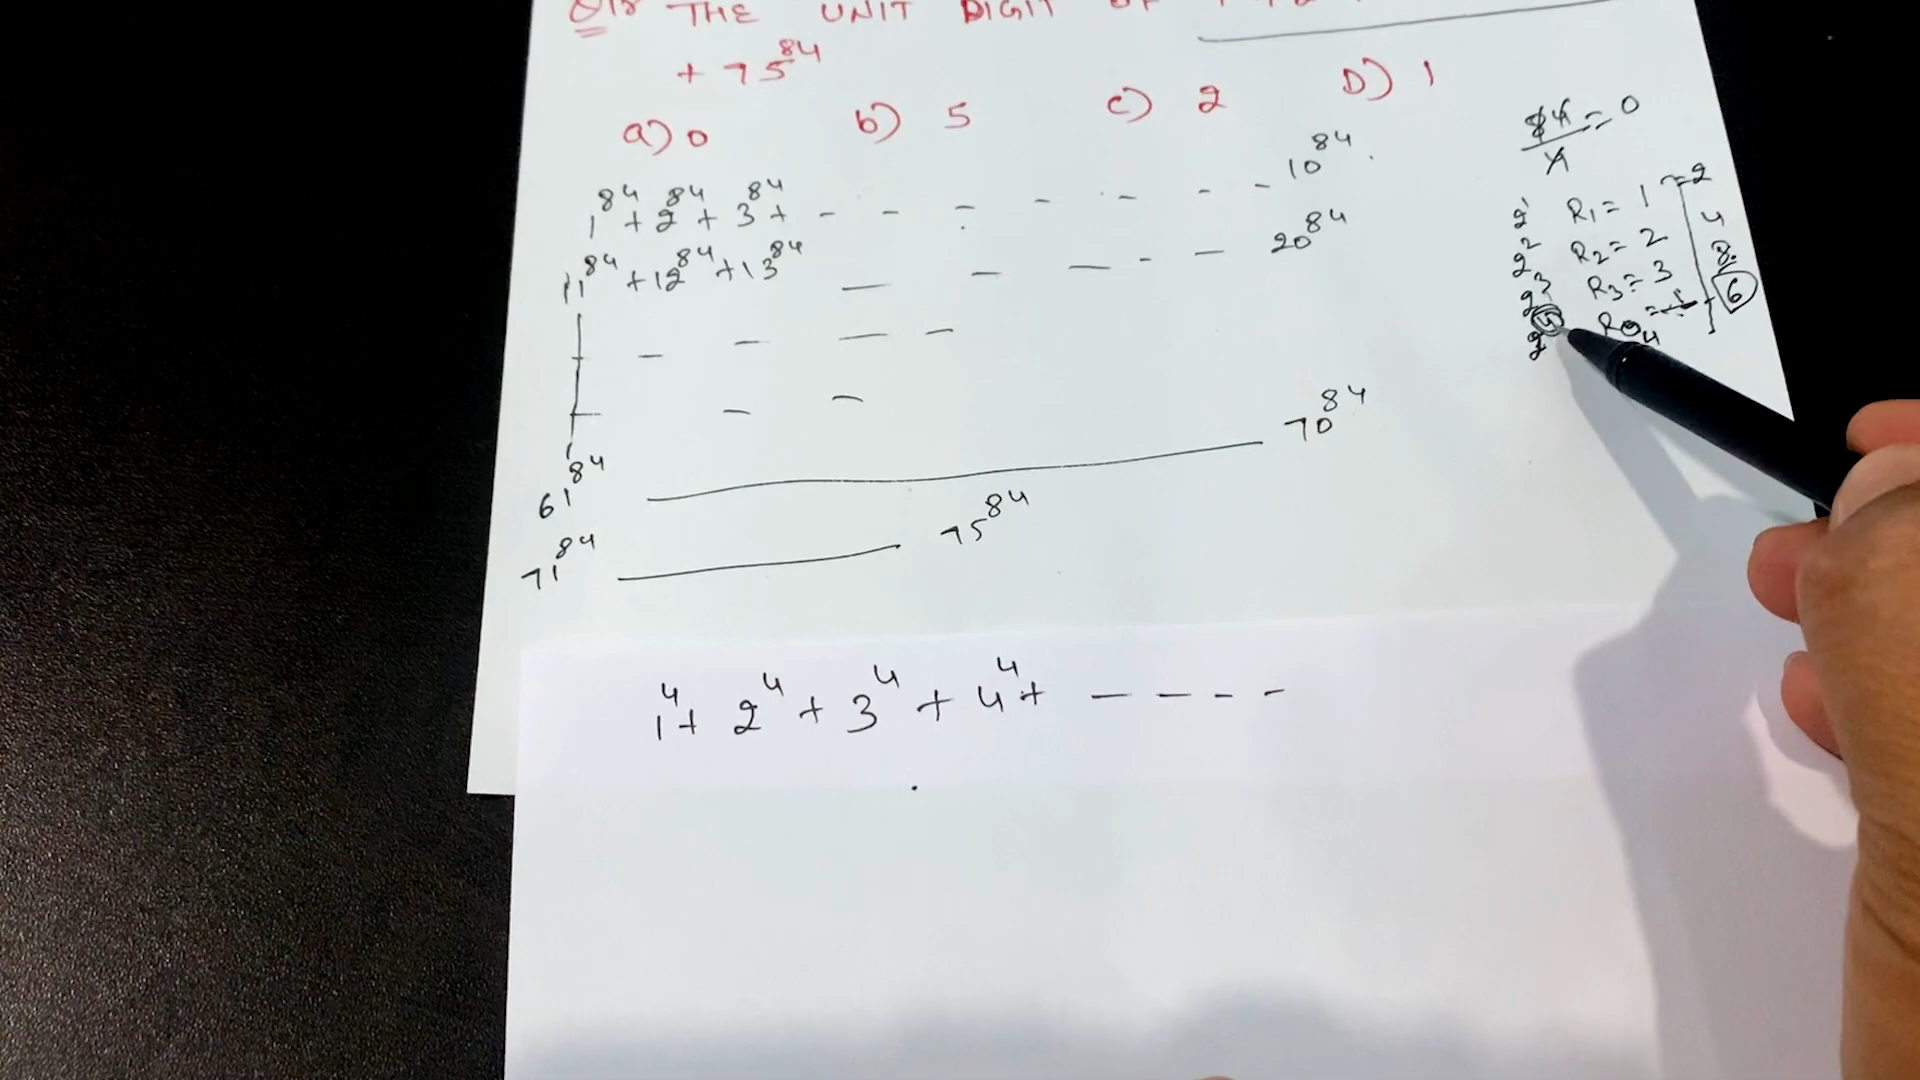 Q18 THE UNIT DIGIT OF
+ 75^84
a) 0 b) 5 c) 2 D) 1
1^84 + 2^84 + 3^84 + - - - - - - - 10^84
11^84 + 12^84 + 13^84 - - - - - 20^84
61^84 — 70^84
71^84 — 75^84
84/4 = 0
2^1 R1 = 1 = 2
2^2 R2 = 2 4
2^3 R3 = 3 8
2^4 6
1^4 + 2^4 + 3^4 + 4^4 + - - - -